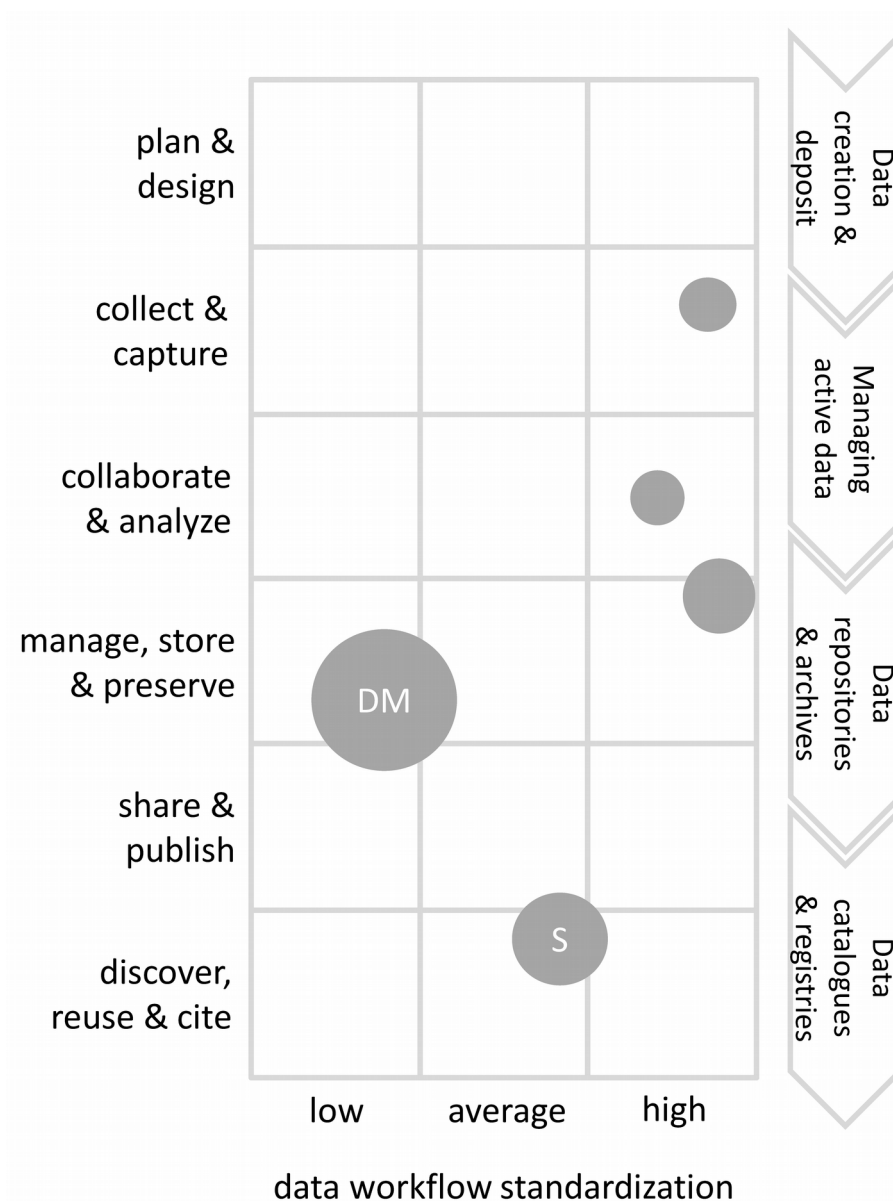 plan &
design
collect &
capture
collaborate
& analyze
manage, store
& preserve
share &
publish
discover,
reuse & cite
DM
S
low average high
data workflow standardization
Data
creation &
deposit
Managing
active data
Data
repositories
& archives
Data
catalogues
& registries